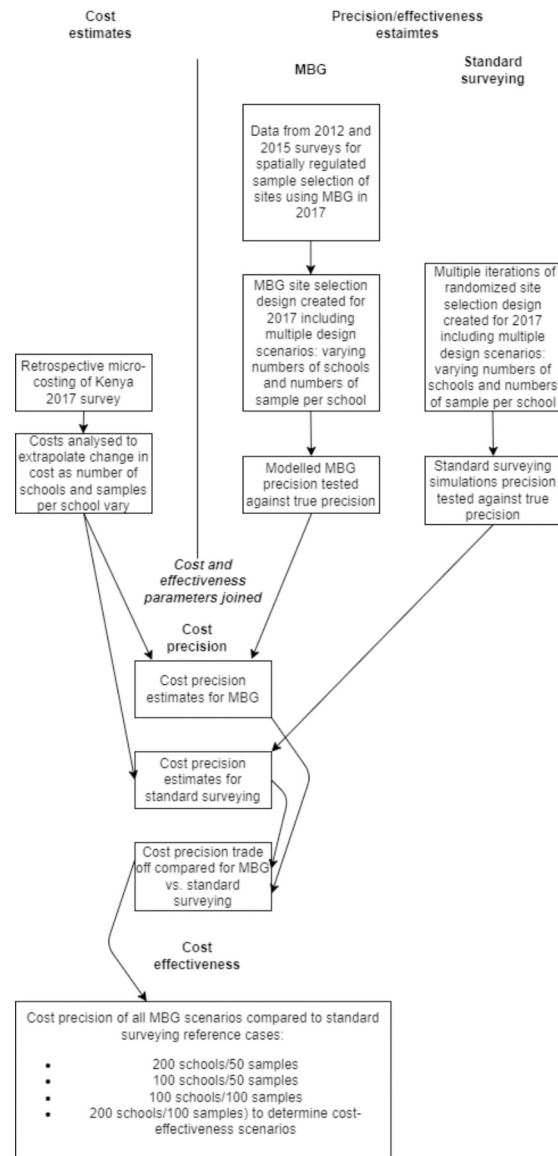 Cost
estimates
Precision/effectiveness
estaimtes
MBG
Standard
surveying
Data from 2012 and
2015 surveys for
spatially regulated
sample selection of
sites using MBG in
2017
MBG site selection
design created for
2017 including
multiple design
scenarios: varying
numbers of schools
and numbers of
sample per school
Multiple iterations of
randomized site
selection design
created for 2017
including multiple
design scenarios:
varying numbers of
schools and numbers
of sample per school
Retrospective micro-
costing of Kenya
2017 survey
Costs analysed to
extrapolate change in
cost as number of
schools and samples
per school vary
Modelled MBG
precision tested
against true precision
Standard surveying
simulations precision
tested against true
precision
Cost and
effectiveness
parameters joined
Cost
precision
Cost precision
estimates for MBG
Cost precision
estimates for
standard surveying
Cost precision trade
off compared for MBG
vs. standard
surveying
Cost
effectiveness
Cost precision of all MBG scenarios compared to standard
surveying reference cases:
• 200 schools/50 samples
• 100 schools/50 samples
• 100 schools/100 samples
• 200 schools/100 samples) to determine cost-
effectiveness scenarios